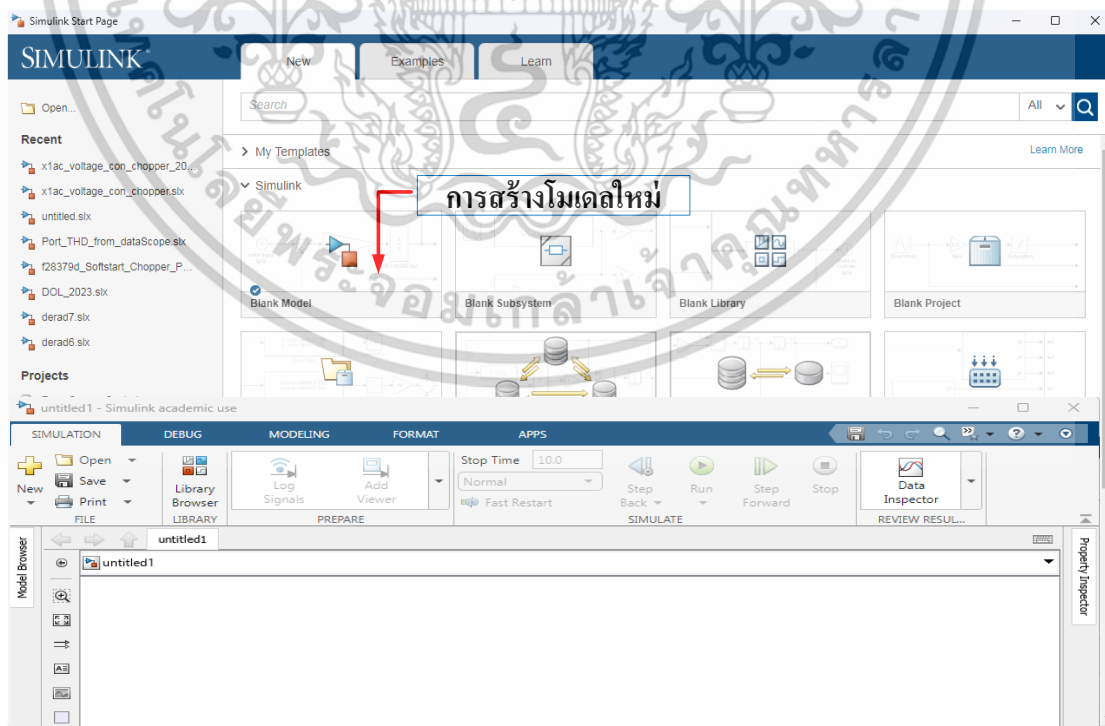 Simulink Start Page
SIMULINK®
New
Examples
Learn
Open...
Search
All
Recent
My Templates
Learn More
x1ac_voltage_con_chopper_20...
Simulink
x1ac_voltage_con_chopper.slx
การสร้างโมเดลใหม่
untitled.slx
Port_THD_from_dataScope.slx
f28379d_Softstart_Chopper_P...
DOL_2023.slx
Blank Model
Blank Subsystem
Blank Library
Blank Project
derad7.slx
derad6.slx
Projects
untitled1 - Simulink academic use
SIMULATION
DEBUG
MODELING
FORMAT
APPS
New
Open
Save
Print
FILE
Library
Browser
LIBRARY
Log
Signals
Add
Viewer
PREPARE
Stop Time 10.0
Normal
Fast Restart
Step
Back
Run
Step
Forward
Stop
SIMULATE
Data
Inspector
REVIEW RESUL...
Model Browser
untitled1
untitled1
Property Inspector